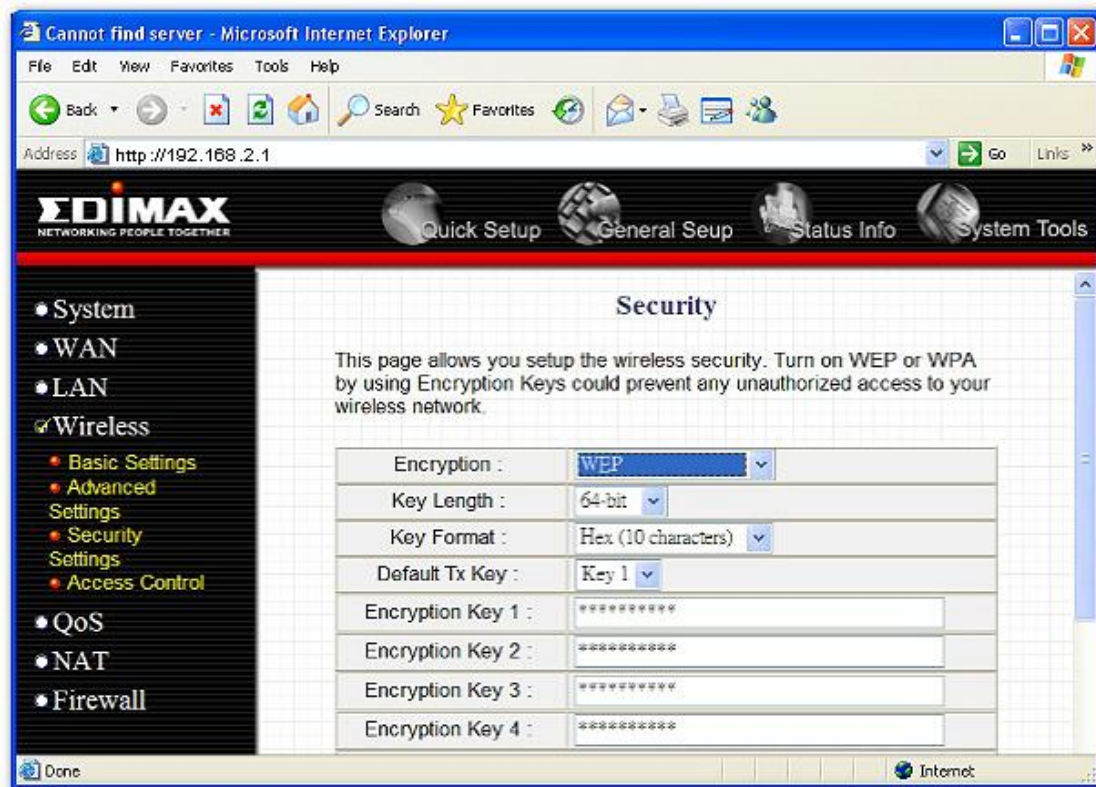 Cannot find server - Microsoft Internet Explorer
File Edit View Favorites Tools Help
Back Search Favorites
Address http://192.168.2.1 Go Links »
EDIMAX
NETWORKING PEOPLE TOGETHER
Quick Setup General Seup Status Info System Tools
System
WAN
LAN
Wireless
Basic Settings
Advanced
Settings
Security
Settings
Access Control
QoS
NAT
Firewall
Security
This page allows you setup the wireless security. Turn on WEP or WPA
by using Encryption Keys could prevent any unauthorized access to your
wireless network.
Encryption : WEP
Key Length : 64-bit
Key Format : Hex (10 characters)
Default Tx Key : Key 1
Encryption Key 1 : **********
Encryption Key 2 : **********
Encryption Key 3 : **********
Encryption Key 4 : **********
Done Internet